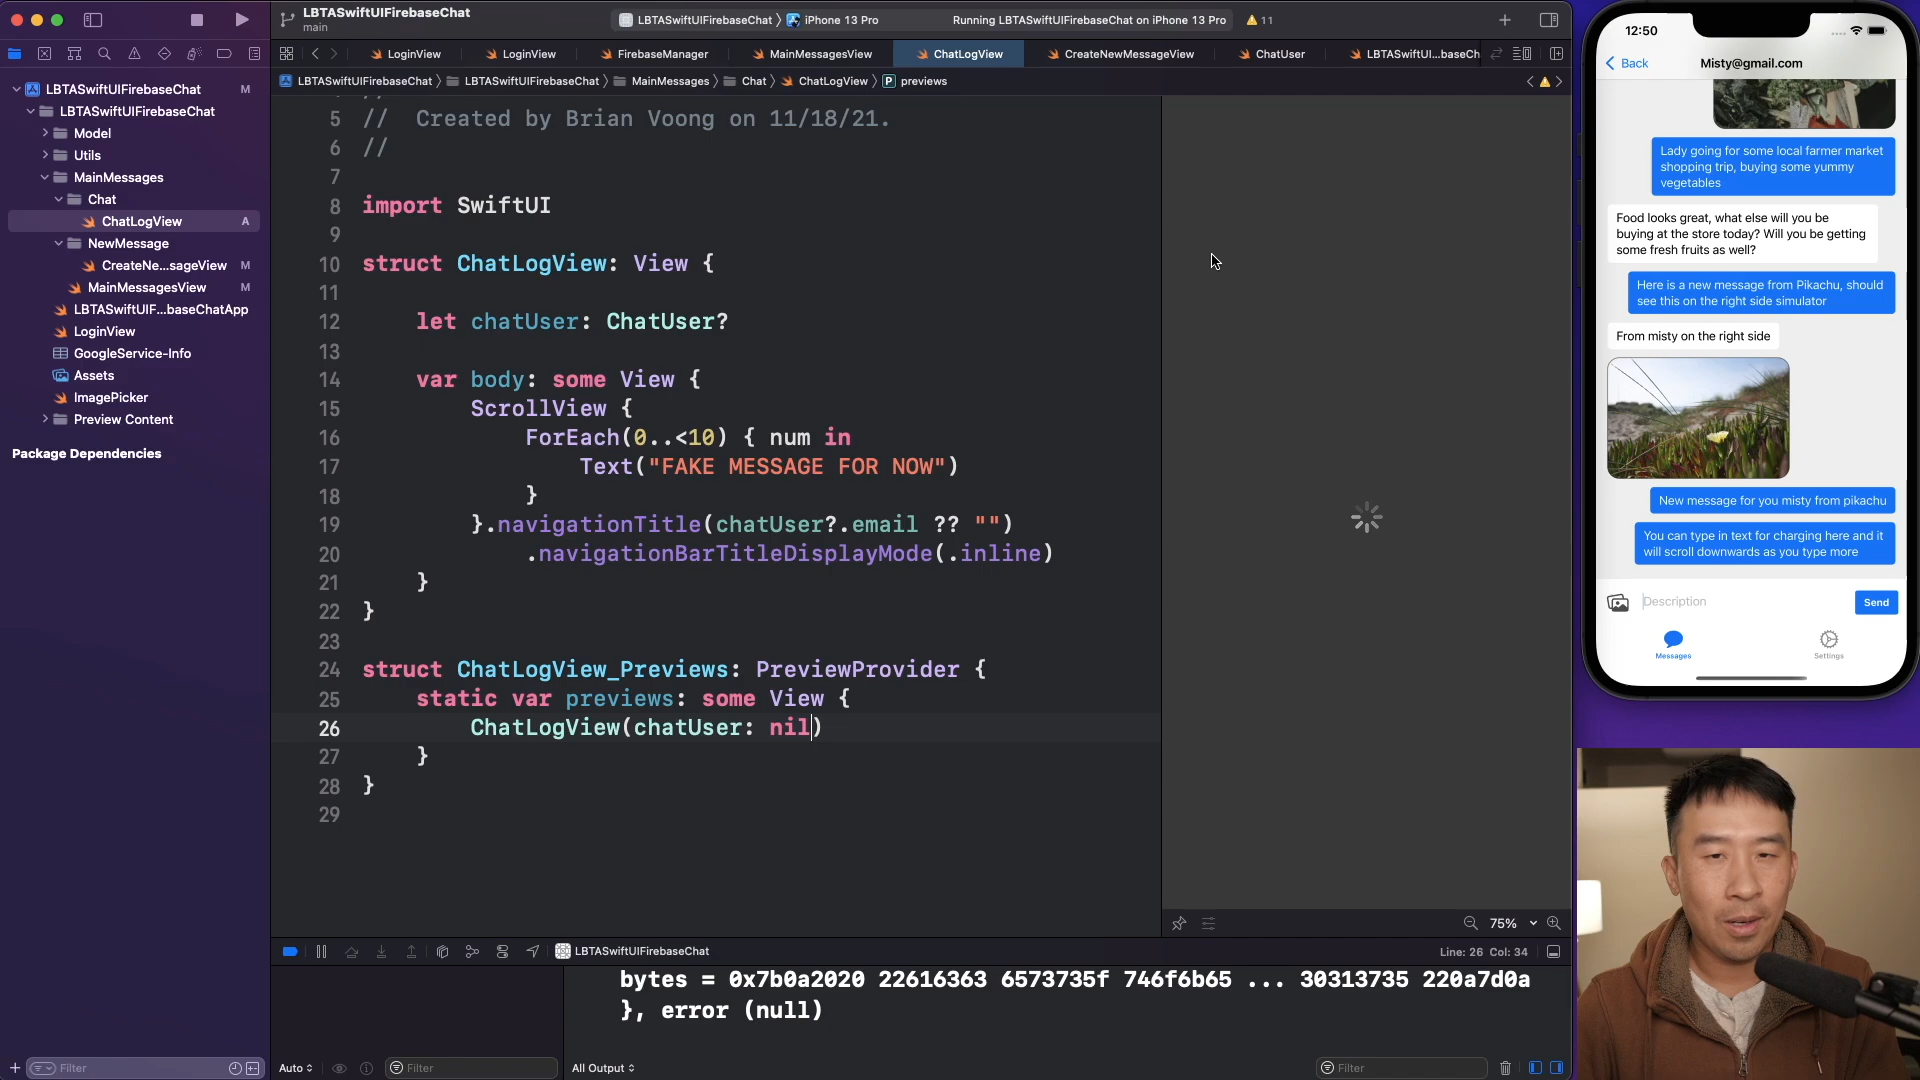 LBTASwiftUIFirebaseChat
main
LBTASwiftUIFirebaseChat
iPhone 13 Pro
Running LBTASwiftUIFirebaseChat on iPhone 13 Pro
11
LoginView
LoginView
FirebaseManager
MainMessagesView
ChatLogView
CreateNewMessageView
ChatUser
LBTASwiftUI...baseCh
LBTASwiftUIFirebaseChat
LBTASwiftUIFirebaseChat
MainMessages
Chat
ChatLogView
P previews
LBTASwiftUIFirebaseChat M
LBTASwiftUIFirebaseChat
Model
Utils
MainMessages
Chat
ChatLogView A
NewMessage
CreateNe...sageView M
MainMessagesView M
LBTASwiftUIF...baseChatApp
LoginView
GoogleService-Info
Assets
ImagePicker
Preview Content
Package Dependencies
Filter
5 //  Created by Brian Voong on 11/18/21.
6 //
7
8 import SwiftUI
9
10 struct ChatLogView: View {
11
12 let chatUser: ChatUser?
13
14 var body: some View {
15 ScrollView {
16 ForEach(0..<10) { num in
17 Text("FAKE MESSAGE FOR NOW")
18 }
19 }.navigationTitle(chatUser?.email ?? "")
20 .navigationBarTitleDisplayMode(.inline)
21 }
22 }
23
24 struct ChatLogView_Previews: PreviewProvider {
25 static var previews: some View {
26 ChatLogView(chatUser: nil)
27 }
28 }
29
75%
LBTASwiftUIFirebaseChat
Line: 26 Col: 34
bytes = 0x7b0a2020 22616363 6573735f 746f6b65 ... 30313735 220a7d0a
}, error (null)
Auto
Filter
All Output
Filter
12:50
Back
Misty@gmail.com
Lady going for some local farmer market
shopping trip, buying some yummy
vegetables
Food looks great, what else will you be
buying at the store today? Will you be getting
some fresh fruits as well?
Here is a new message from Pikachu, should
see this on the right side simulator
From misty on the right side
New message for you misty from pikachu
You can type in text for charging here and it
will scroll downwards as you type more
Description
Send
Messages
Settings